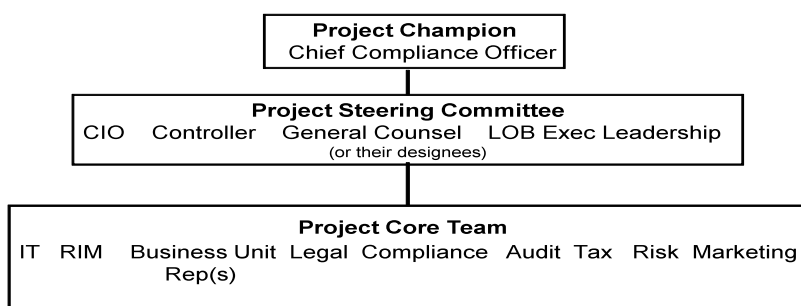 Project Champion
Chief Compliance Officer
Project Steering Committee
CIO Controller General Counsel LOB Exec Leadership
(or their designees)
Project Core Team
IT RIM Business Unit Legal Compliance Audit Tax Risk Marketing
Rep(s)